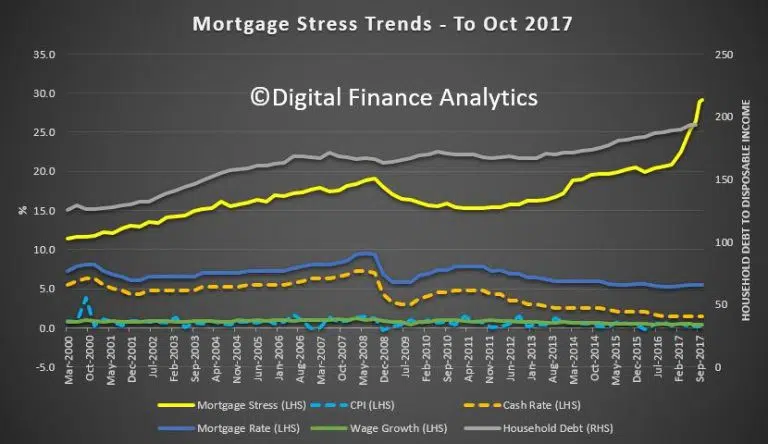 Mortgage Stress Trends - To Oct 2017
©Digital Finance Analytics
35.0
30.0
25.0
20.0
15.0
10.0
5.0
0.0
-5.0
%
250
200
150
100
50
0
HOUSEHOLD DEBT TO DISPOSABLE INCOME
Mar-2000
Oct-2000
May-2001
Dec-2001
Jul-2002
Feb-2003
Sep-2003
Apr-2004
Nov-2004
Jun-2005
Jan-2006
Aug-2006
Mar-2007
Oct-2007
May-2008
Dec-2008
Jul-2009
Feb-2010
Sep-2010
Apr-2011
Nov-2011
Jun-2012
Jan-2013
Aug-2013
Mar-2014
Oct-2014
May-2015
Dec-2015
Jul-2016
Feb-2017
Sep-2017
Mortgage Stress (LHS)
CPI (LHS)
Cash Rate (LHS)
Mortgage Rate (LHS)
Wage Growth (LHS)
Household Debt (RHS)